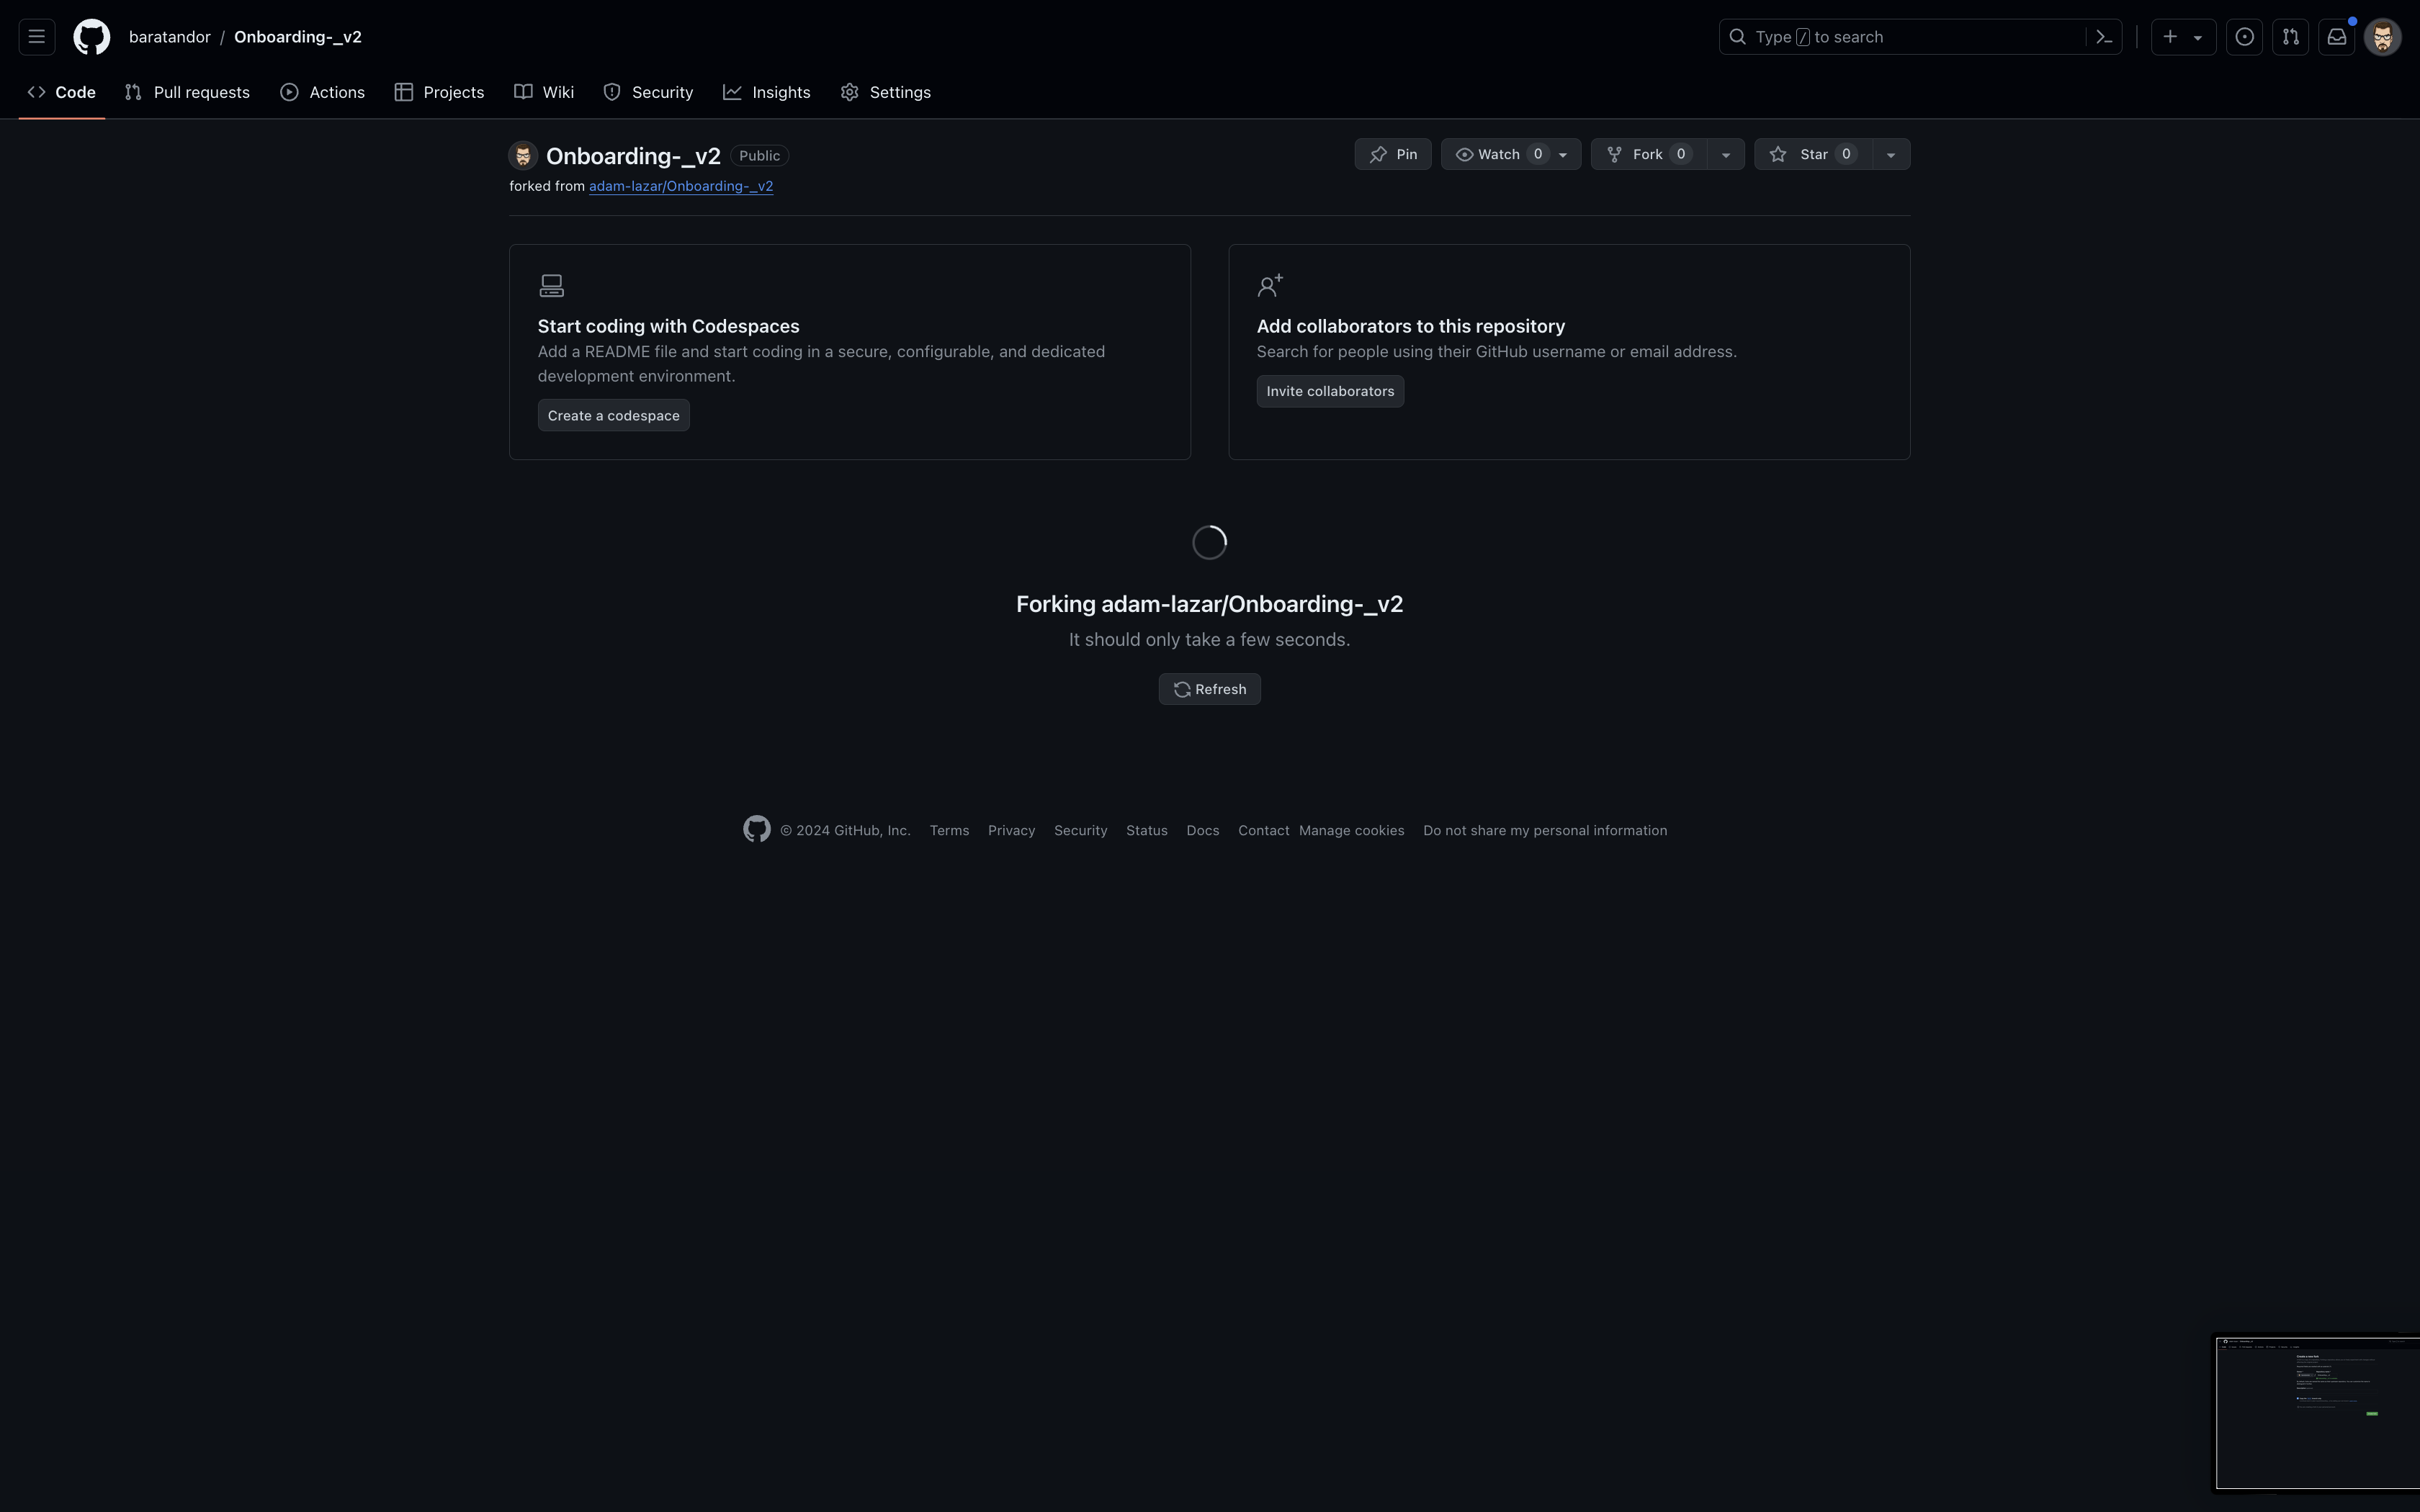 baratandor / Onboarding-_v2
Type / to search
Code Pull requests Actions Projects Wiki Security Insights Settings
Onboarding-_v2 Public
Pin Watch 0 Fork 0 Star 0
forked from adam-lazar/Onboarding-_v2
Start coding with Codespaces
Add a README file and start coding in a secure, configurable, and dedicated
development environment.
Create a codespace
Add collaborators to this repository
Search for people using their GitHub username or email address.
Invite collaborators
Forking adam-lazar/Onboarding-_v2
It should only take a few seconds.
Refresh
© 2024 GitHub, Inc. Terms Privacy Security Status Docs Contact Manage cookies Do not share my personal information